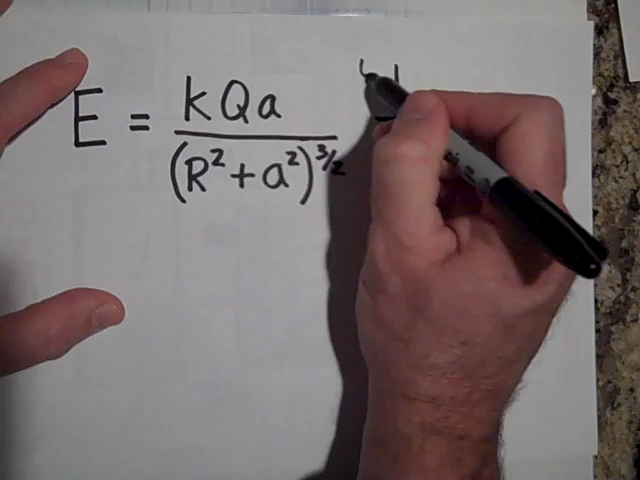 E = kQa / (R²+a²)^3/2